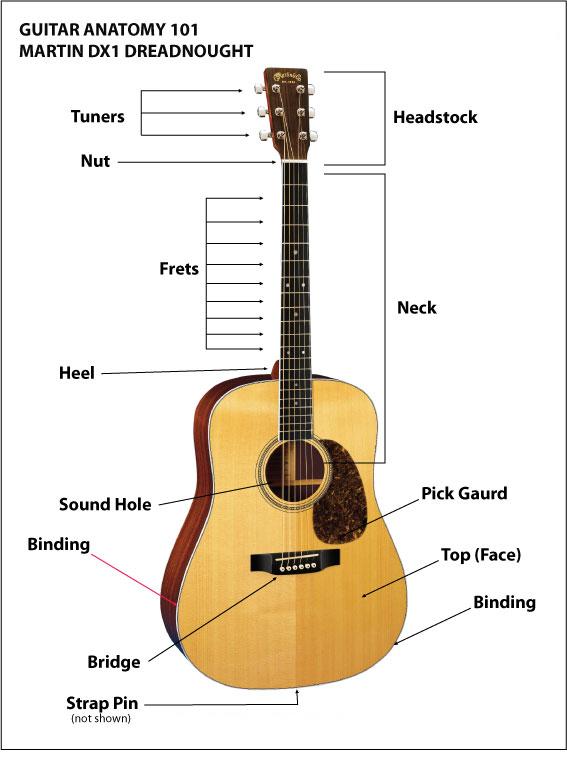 GUITAR ANATOMY 101
MARTIN DX1 DREADNOUGHT
Tuners
Headstock
Nut
Frets
Neck
Heel
Pick Gaurd
Sound Hole
Binding
Top (Face)
Binding
Bridge
Strap Pin
(not shown)